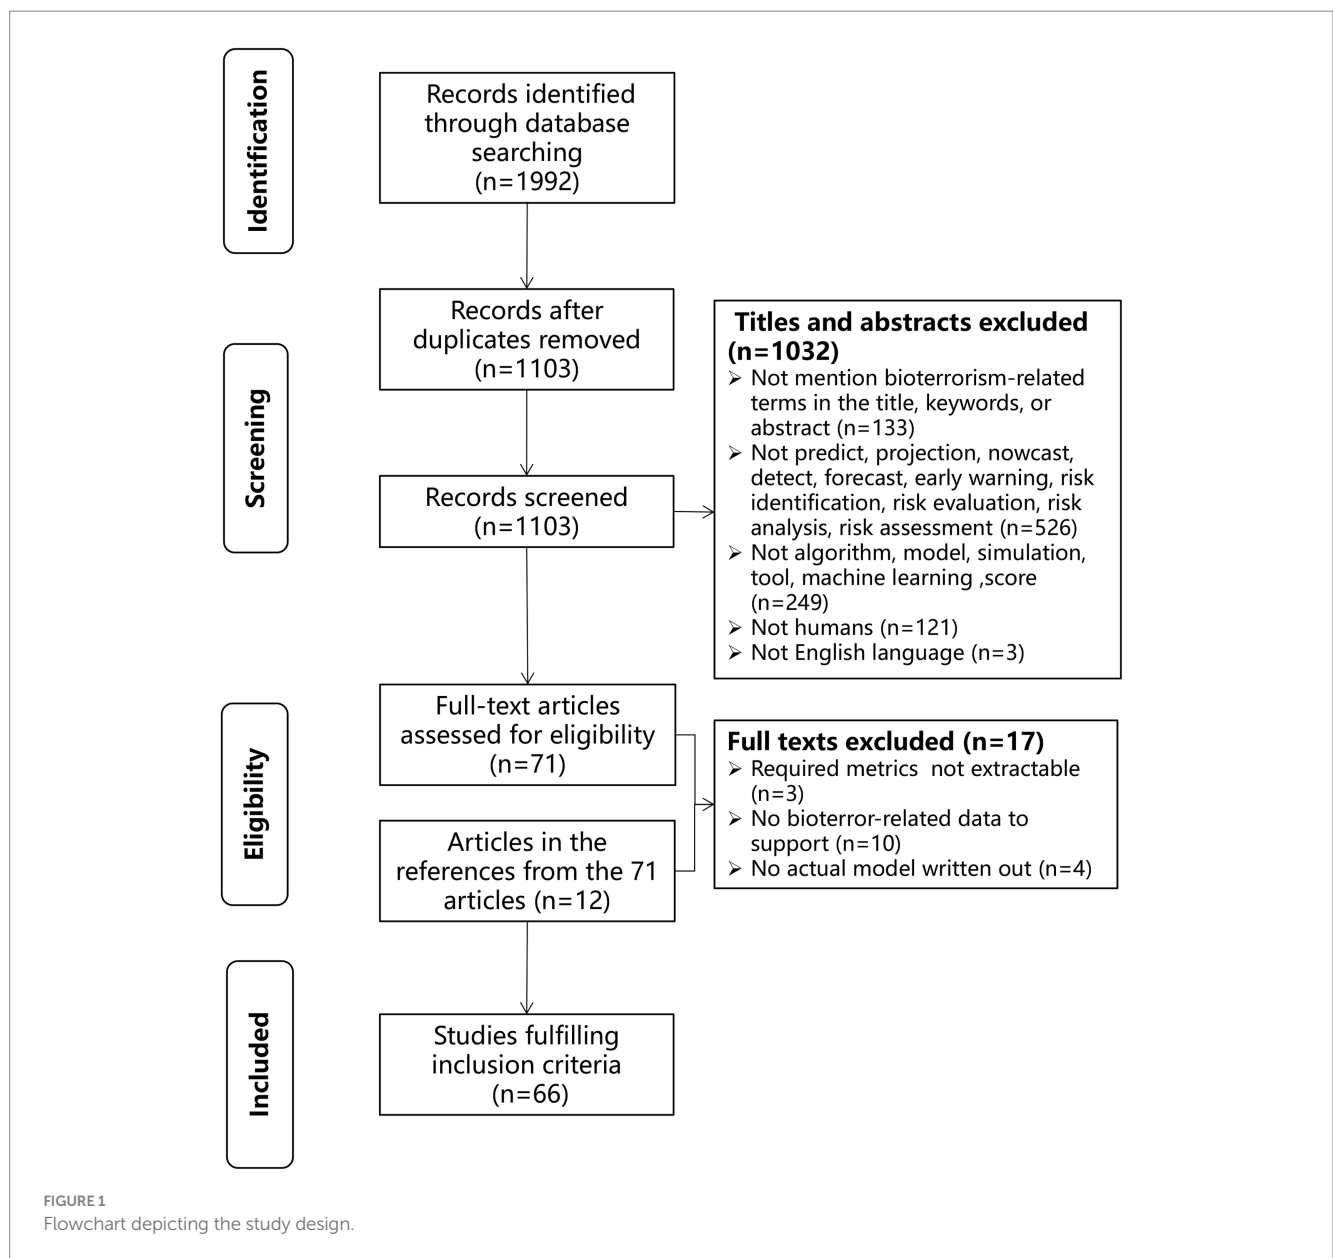 Identification
Records identified
through database
searching
(n=1992)
Records after
duplicates removed
(n=1103)
Screening
Records screened
(n=1103)
Titles and abstracts excluded
(n=1032)
➢ Not mention bioterrorism-related
terms in the title, keywords, or
abstract (n=133)
➢ Not predict, projection, nowcast,
detect, forecast, early warning, risk
identification, risk evaluation, risk
analysis, risk assessment (n=526)
➢ Not algorithm, model, simulation,
tool, machine learning ,score
(n=249)
➢ Not humans (n=121)
➢ Not English language (n=3)
Eligibility
Full-text articles
assessed for eligibility
(n=71)
Articles in the
references from the 71
articles (n=12)
Full texts excluded (n=17)
➢ Required metrics  not extractable
(n=3)
➢ No bioterror-related data to
support (n=10)
➢ No actual model written out (n=4)
Included
Studies fulfilling
inclusion criteria
(n=66)
FIGURE 1
Flowchart depicting the study design.